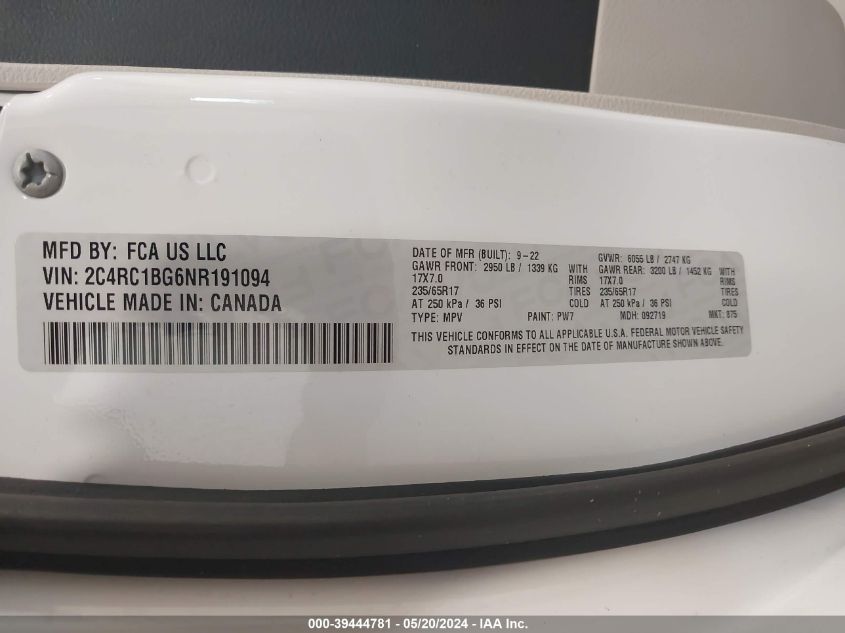 MFD BY: FCA US LLC
VIN: 2C4RC1BG6NR191094
VEHICLE MADE IN: CANADA
DATE OF MFR (BUILT): 9-22 GVWR: 6055 LB / 2747 KG
GAWR FRONT: 2950 LB / 1339 KG WITH GAWR REAR: 3200 LB / 1452 KG WITH
17X7.0 RIMS 17X7.0 RIMS
235/65R17 TIRES 235/65R17 TIRES
AT 250 kPa / 36 PSI COLD AT 250 kPa / 36 PSI COLD
TYPE: MPV PAINT: PW7 MDH: 092719 MKT: 875
THIS VEHICLE CONFORMS TO ALL APPLICABLE U.S.A. FEDERAL MOTOR VEHICLE SAFETY
STANDARDS IN EFFECT ON THE DATE OF MANUFACTURE SHOWN ABOVE.
000-39444781 - 05/20/2024 - IAA Inc.